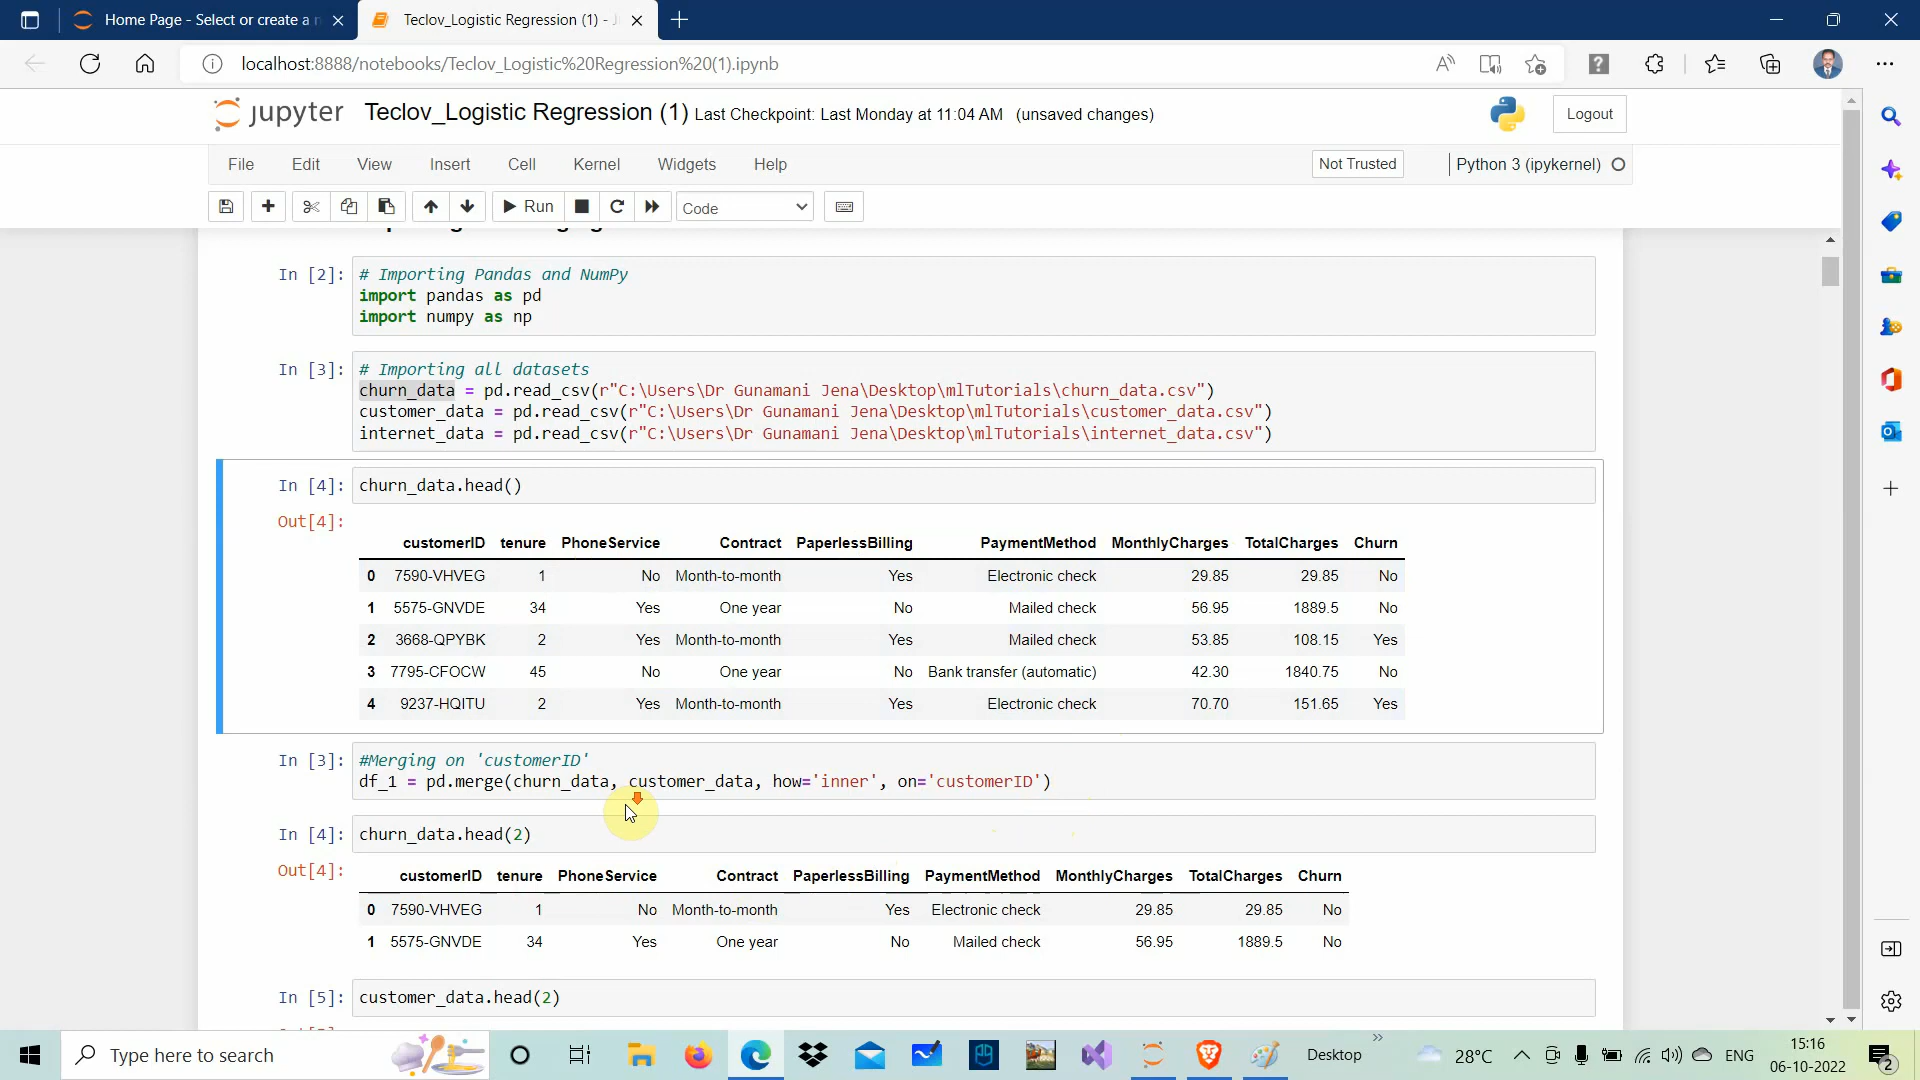 Home Page - Select or create a n
Teclov_Logistic Regression (1) - J
localhost:8888/notebooks/Teclov_Logistic%20Regression%20(1).ipynb
jupyter Teclov_Logistic Regression (1) Last Checkpoint: Last Monday at 11:04 AM (unsaved changes)
Logout
File Edit View Insert Cell Kernel Widgets Help
Not Trusted
Python 3 (ipykernel)
Run
Code
In [2]: # Importing Pandas and NumPy
import pandas as pd
import numpy as np
In [3]: # Importing all datasets
churn_data = pd.read_csv(r"C:\Users\Dr Gunamani Jena\Desktop\mlTutorials\churn_data.csv")
customer_data = pd.read_csv(r"C:\Users\Dr Gunamani Jena\Desktop\mlTutorials\customer_data.csv")
internet_data = pd.read_csv(r"C:\Users\Dr Gunamani Jena\Desktop\mlTutorials\internet_data.csv")
In [4]: churn_data.head()
Out[4]:
customerID tenure PhoneService Contract PaperlessBilling PaymentMethod MonthlyCharges TotalCharges Churn
0 7590-VHVEG 1 No Month-to-month Yes Electronic check 29.85 29.85 No
1 5575-GNVDE 34 Yes One year No Mailed check 56.95 1889.5 No
2 3668-QPYBK 2 Yes Month-to-month Yes Mailed check 53.85 108.15 Yes
3 7795-CFOCW 45 No One year No Bank transfer (automatic) 42.30 1840.75 No
4 9237-HQITU 2 Yes Month-to-month Yes Electronic check 70.70 151.65 Yes
In [3]: #Merging on 'customerID'
df_1 = pd.merge(churn_data, customer_data, how='inner', on='customerID')
In [4]: churn_data.head(2)
Out[4]:
customerID tenure PhoneService Contract PaperlessBilling PaymentMethod MonthlyCharges TotalCharges Churn
0 7590-VHVEG 1 No Month-to-month Yes Electronic check 29.85 29.85 No
1 5575-GNVDE 34 Yes One year No Mailed check 56.95 1889.5 No
In [5]: customer_data.head(2)
Type here to search
Desktop
28°C
ENG
15:16
06-10-2022
2